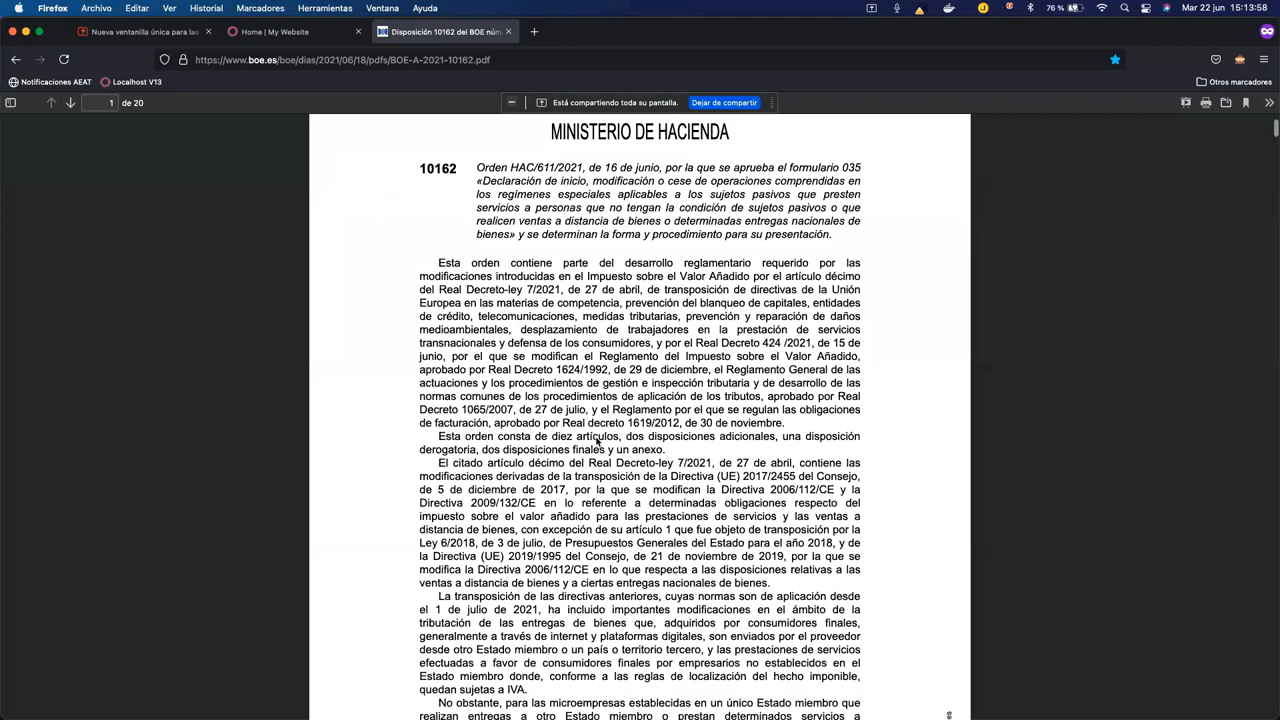 Firefox Archivo Editar Ver Historial Marcadores Herramientas Ventana Ayuda 76 % Mar 22 jun 15:13:58
Nueva ventanilla única para las
Home | My Website
BOE Disposición 10162 del BOE núm
https://www.boe.es/boe/dias/2021/06/18/pdfs/BOE-A-2021-10162.pdf
Notificaciones AEAT Localhost V13 Otros marcadores
1 de 20
Está compartiendo toda su pantalla. Dejar de compartir
MINISTERIO DE HACIENDA
10162 Orden HAC/611/2021, de 16 de junio, por la que se aprueba el formulario 035
«Declaración de inicio, modificación o cese de operaciones comprendidas en
los regímenes especiales aplicables a los sujetos pasivos que presten
servicios a personas que no tengan la condición de sujetos pasivos o que
realicen ventas a distancia de bienes o determinadas entregas nacionales de
bienes» y se determinan la forma y procedimiento para su presentación.
Esta orden contiene parte del desarrollo reglamentario requerido por las
modificaciones introducidas en el Impuesto sobre el Valor Añadido por el artículo décimo
del Real Decreto-ley 7/2021, de 27 de abril, de transposición de directivas de la Unión
Europea en las materias de competencia, prevención del blanqueo de capitales, entidades
de crédito, telecomunicaciones, medidas tributarias, prevención y reparación de daños
medioambientales, desplazamiento de trabajadores en la prestación de servicios
transnacionales y defensa de los consumidores, y por el Real Decreto 424 /2021, de 15 de
junio, por el que se modifican el Reglamento del Impuesto sobre el Valor Añadido,
aprobado por Real Decreto 1624/1992, de 29 de diciembre, el Reglamento General de las
actuaciones y los procedimientos de gestión e inspección tributaria y de desarrollo de las
normas comunes de los procedimientos de aplicación de los tributos, aprobado por Real
Decreto 1065/2007, de 27 de julio, y el Reglamento por el que se regulan las obligaciones
de facturación, aprobado por Real decreto 1619/2012, de 30 de noviembre.
Esta orden consta de diez artículos, dos disposiciones adicionales, una disposición
derogatoria, dos disposiciones finales y un anexo.
El citado artículo décimo del Real Decreto-ley 7/2021, de 27 de abril, contiene las
modificaciones derivadas de la transposición de la Directiva (UE) 2017/2455 del Consejo,
de 5 de diciembre de 2017, por la que se modifican la Directiva 2006/112/CE y la
Directiva 2009/132/CE en lo referente a determinadas obligaciones respecto del
impuesto sobre el valor añadido para las prestaciones de servicios y las ventas a
distancia de bienes, con excepción de su artículo 1 que fue objeto de transposición por la
Ley 6/2018, de 3 de julio, de Presupuestos Generales del Estado para el año 2018, y de
la Directiva (UE) 2019/1995 del Consejo, de 21 de noviembre de 2019, por la que se
modifica la Directiva 2006/112/CE en lo que respecta a las disposiciones relativas a las
ventas a distancia de bienes y a ciertas entregas nacionales de bienes.
La transposición de las directivas anteriores, cuyas normas son de aplicación desde
el 1 de julio de 2021, ha incluido importantes modificaciones en el ámbito de la
tributación de las entregas de bienes que, adquiridos por consumidores finales,
generalmente a través de internet y plataformas digitales, son enviados por el proveedor
desde otro Estado miembro o un país o territorio tercero, y las prestaciones de servicios
efectuadas a favor de consumidores finales por empresarios no establecidos en el
Estado miembro donde, conforme a las reglas de localización del hecho imponible,
quedan sujetas a IVA.
No obstante, para las microempresas establecidas en un único Estado miembro que
realizan entregas a otro Estado miembro o prestan determinados servicios a
es